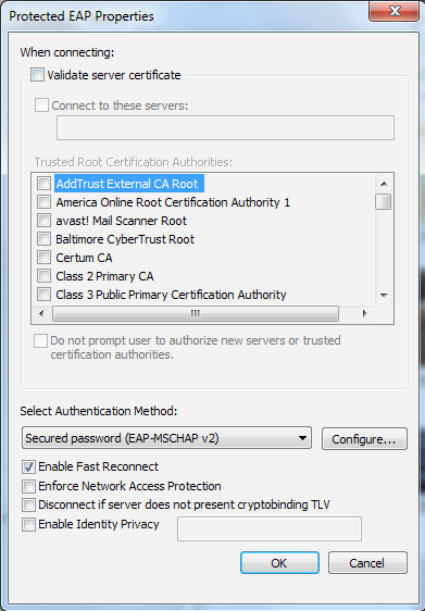 Protected EAP Properties
When connecting:
Validate server certificate
Connect to these servers:
Trusted Root Certification Authorities:
AddTrust External CA Root
America Online Root Certification Authority 1
avast! Mail Scanner Root
Baltimore CyberTrust Root
Certum CA
Class 2 Primary CA
Class 3 Public Primary Certification Authority
Do not prompt user to authorize new servers or trusted
certification authorities.
Select Authentication Method:
Secured password (EAP-MSCHAP v2)
Configure...
Enable Fast Reconnect
Enforce Network Access Protection
Disconnect if server does not present cryptobinding TLV
Enable Identity Privacy
OK
Cancel